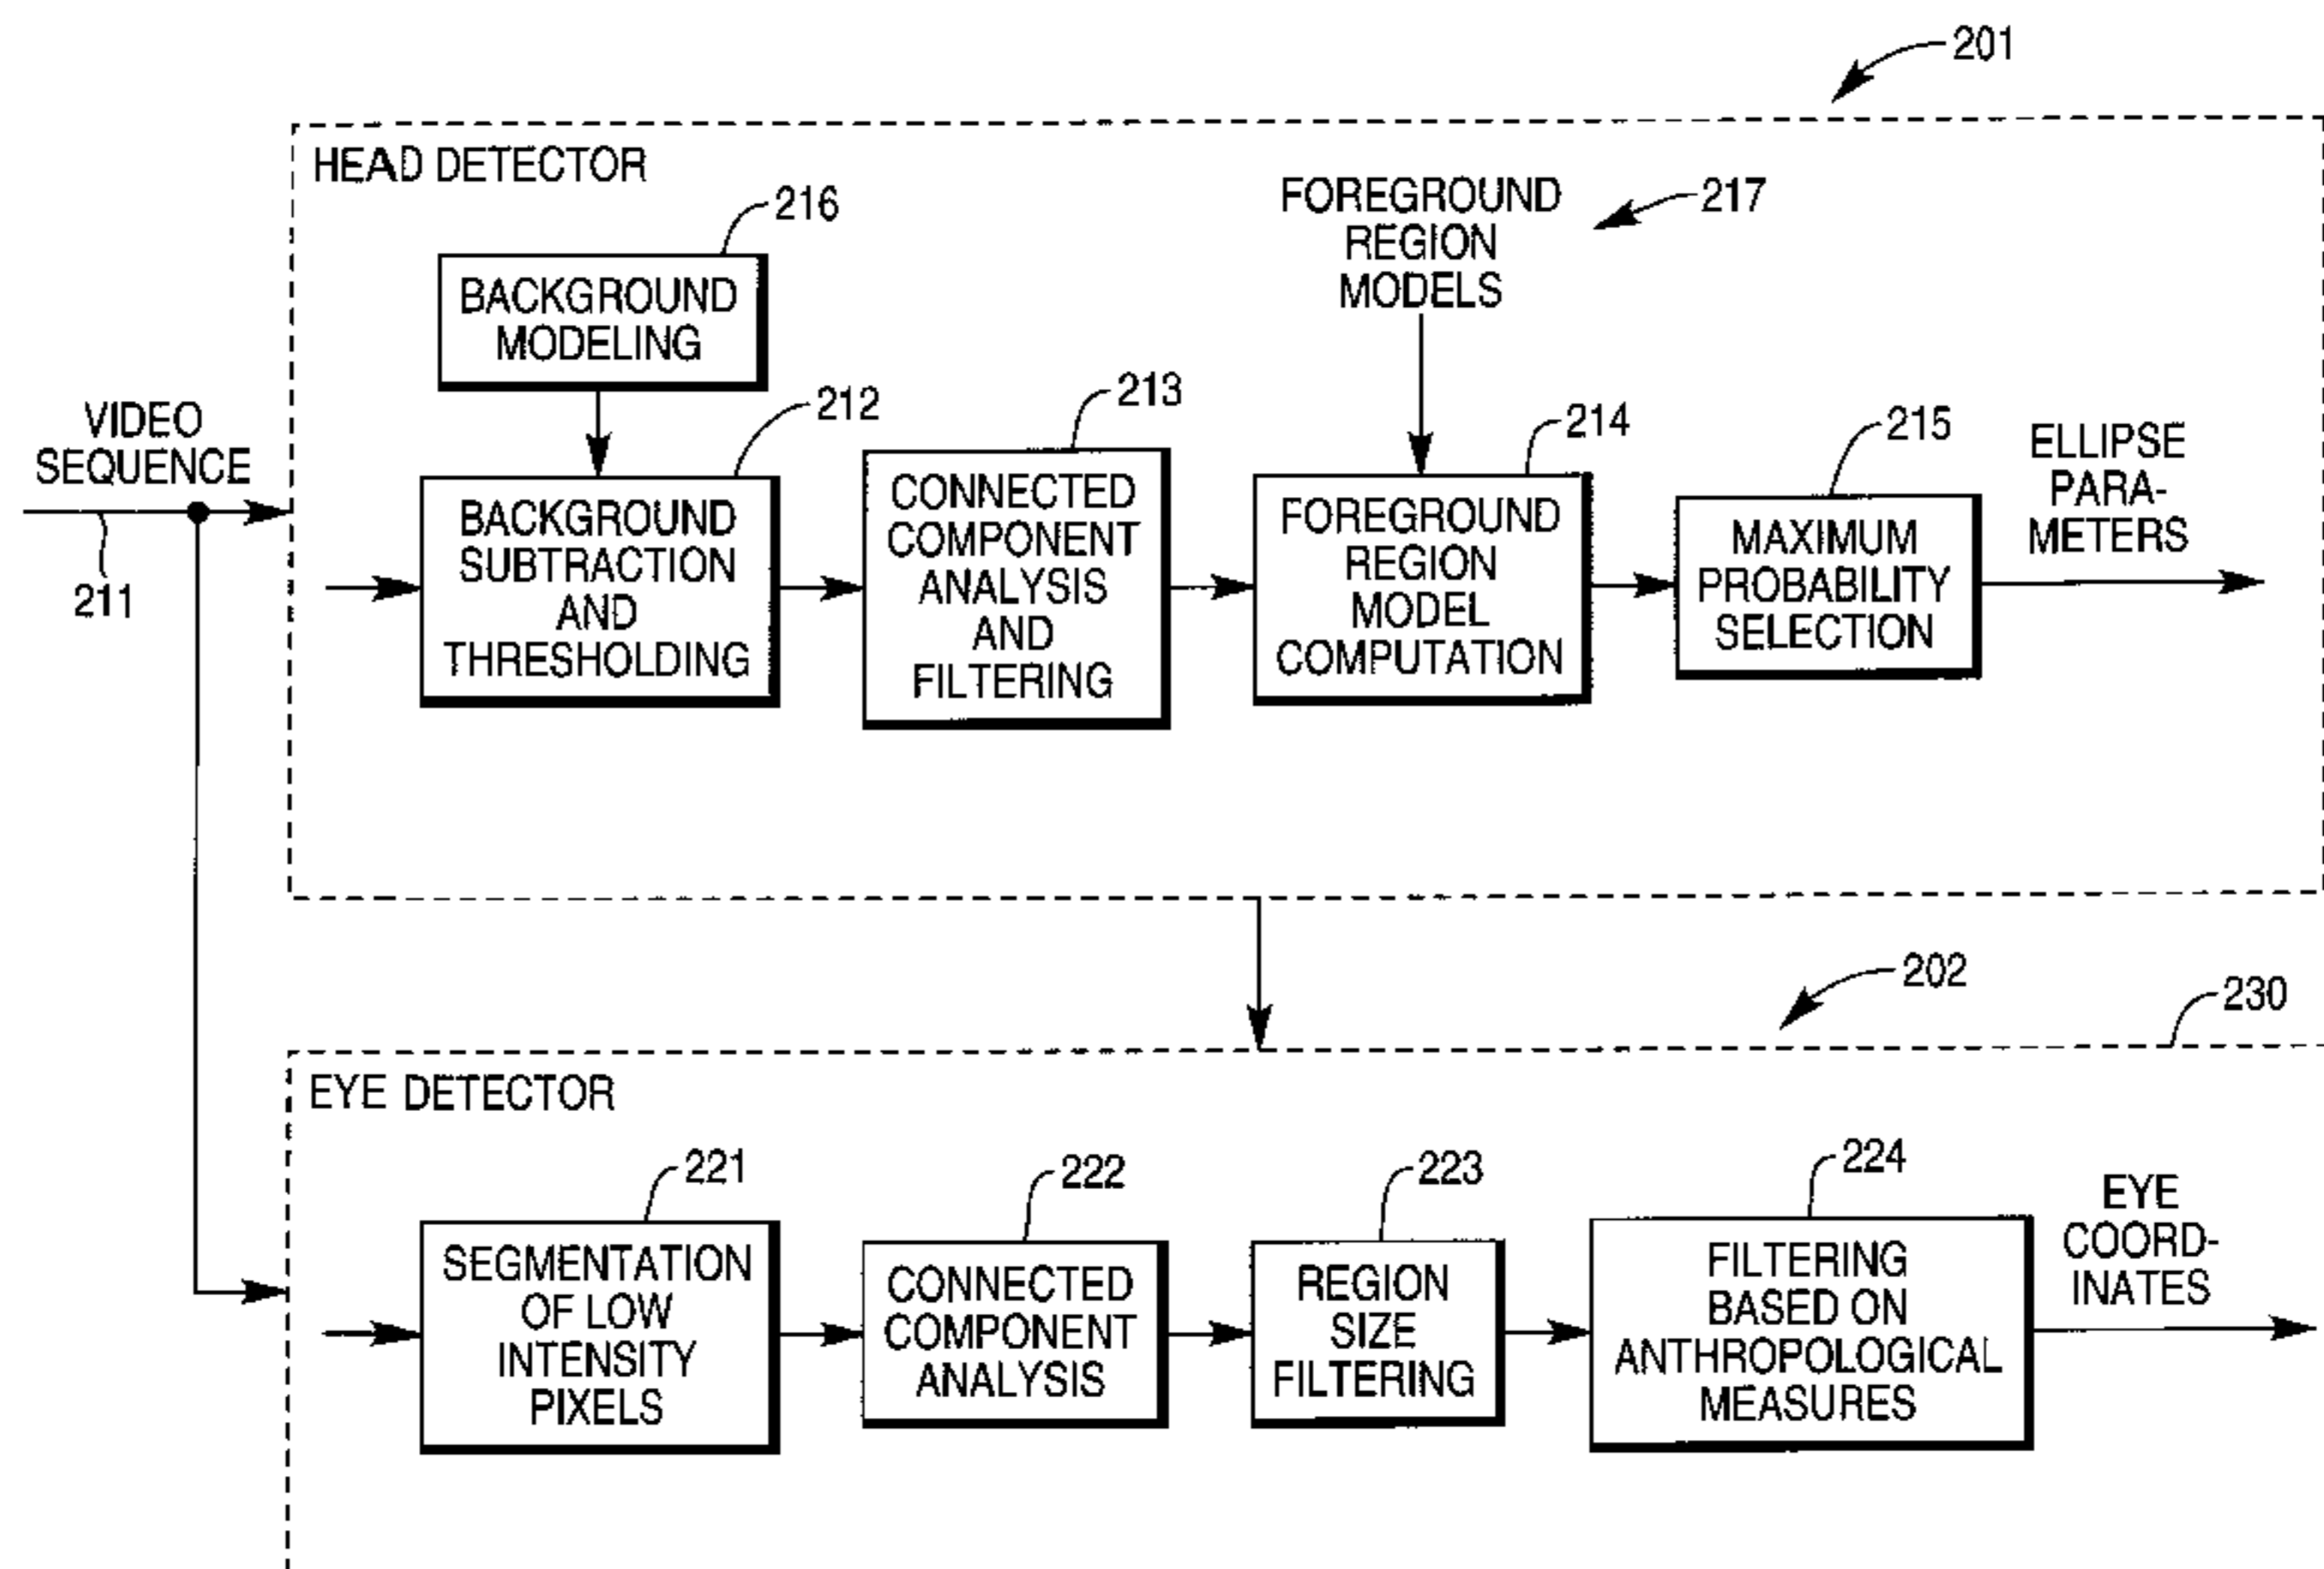 201
HEAD DETECTOR
216
BACKGROUND
MODELING
FOREGROUND
REGION
MODELS
217
VIDEO
SEQUENCE
211
212
BACKGROUND
SUBTRACTION
AND
THRESHOLDING
213
CONNECTED
COMPONENT
ANALYSIS
AND
FILTERING
214
FOREGROUND
REGION
MODEL
COMPUTATION
215
MAXIMUM
PROBABILITY
SELECTION
ELLIPSE
PARA-
METERS
202
230
EYE DETECTOR
221
SEGMENTATION
OF LOW
INTENSITY
PIXELS
222
CONNECTED
COMPONENT
ANALYSIS
223
REGION
SIZE
FILTERING
224
FILTERING
BASED ON
ANTHROPOLOGICAL
MEASURES
EYE
COORD-
INATES